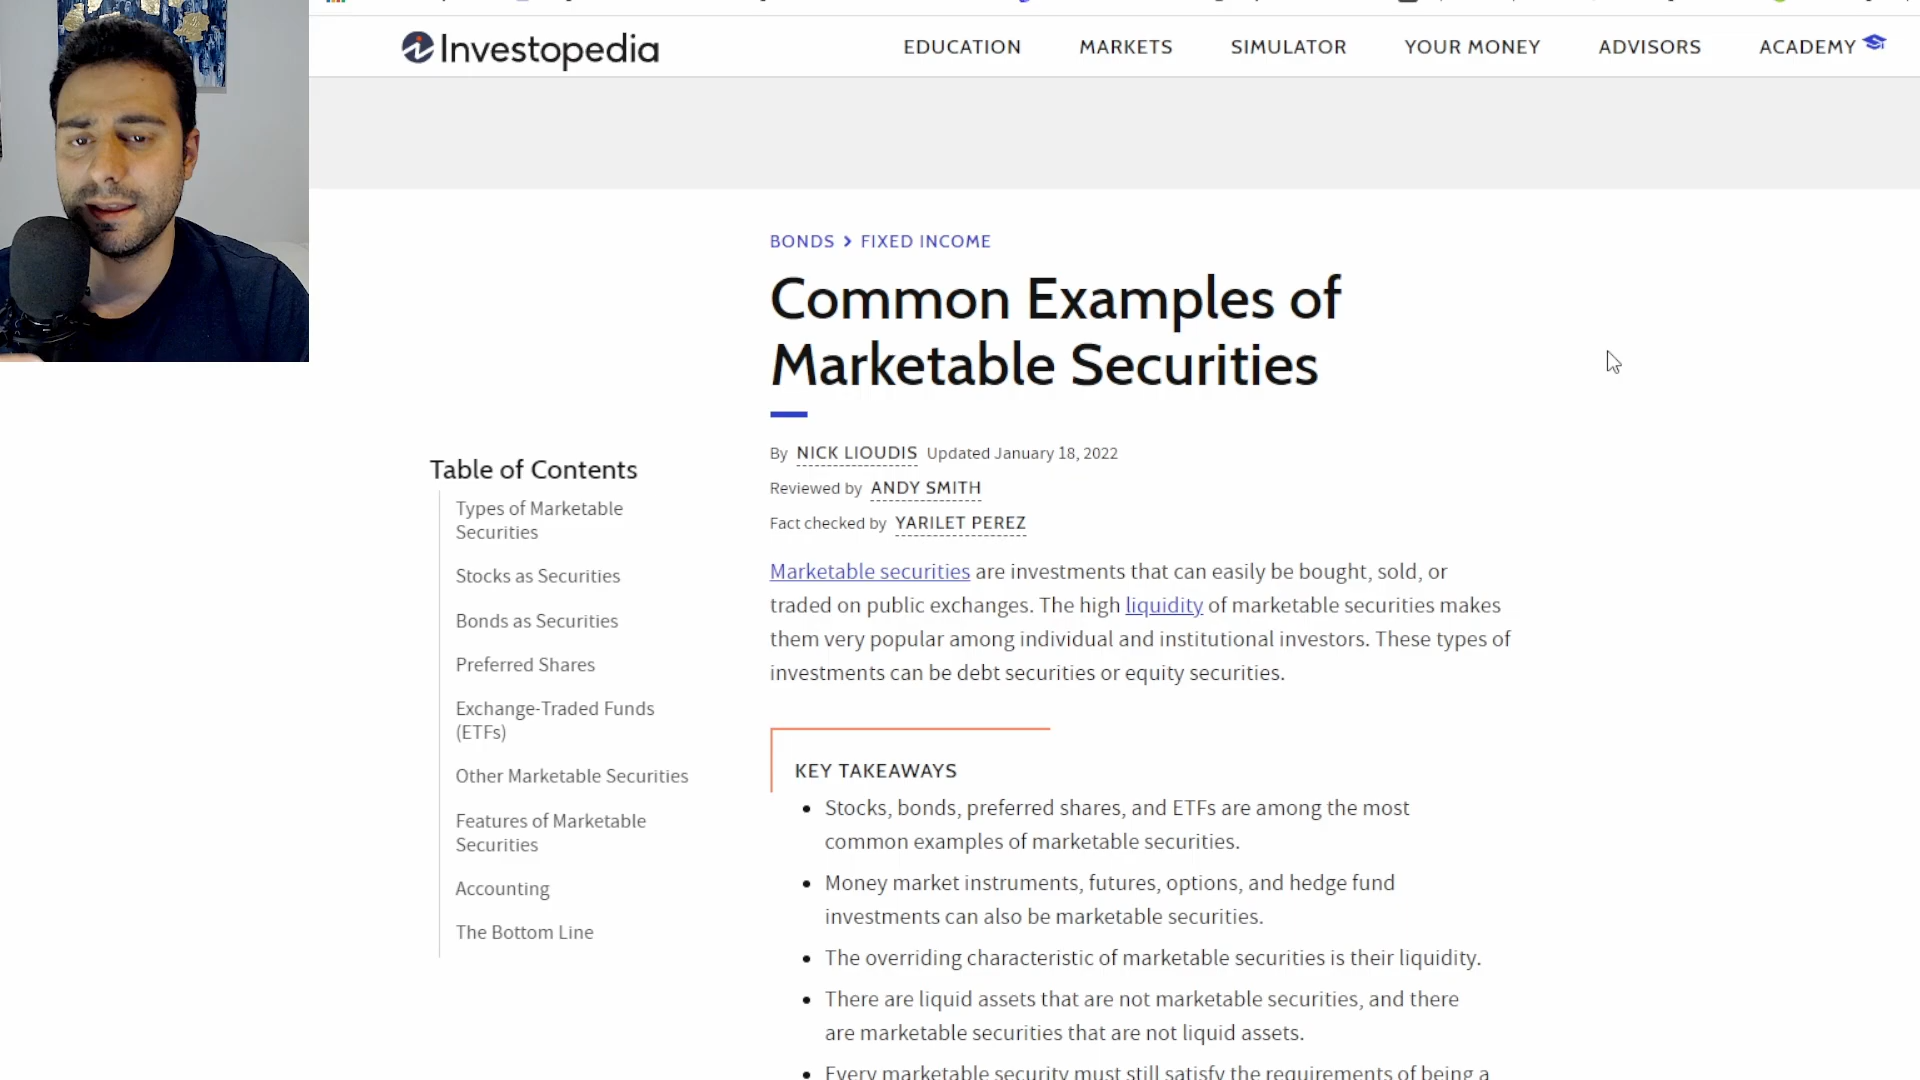 Investopedia
EDUCATION MARKETS SIMULATOR YOUR MONEY ADVISORS ACADEMY
BONDS > FIXED INCOME
Common Examples of
Marketable Securities
By NICK LIOUDIS Updated January 18, 2022
Reviewed by ANDY SMITH
Fact checked by YARILET PEREZ
Table of Contents
Types of Marketable
Securities
Stocks as Securities
Bonds as Securities
Preferred Shares
Exchange-Traded Funds
(ETFs)
Other Marketable Securities
Features of Marketable
Securities
Accounting
The Bottom Line
Marketable securities are investments that can easily be bought, sold, or
traded on public exchanges. The high liquidity of marketable securities makes
them very popular among individual and institutional investors. These types of
investments can be debt securities or equity securities.
KEY TAKEAWAYS
• Stocks, bonds, preferred shares, and ETFs are among the most
common examples of marketable securities.
• Money market instruments, futures, options, and hedge fund
investments can also be marketable securities.
• The overriding characteristic of marketable securities is their liquidity.
• There are liquid assets that are not marketable securities, and there
are marketable securities that are not liquid assets.
• Every marketable security must still satisfy the requirements of being a